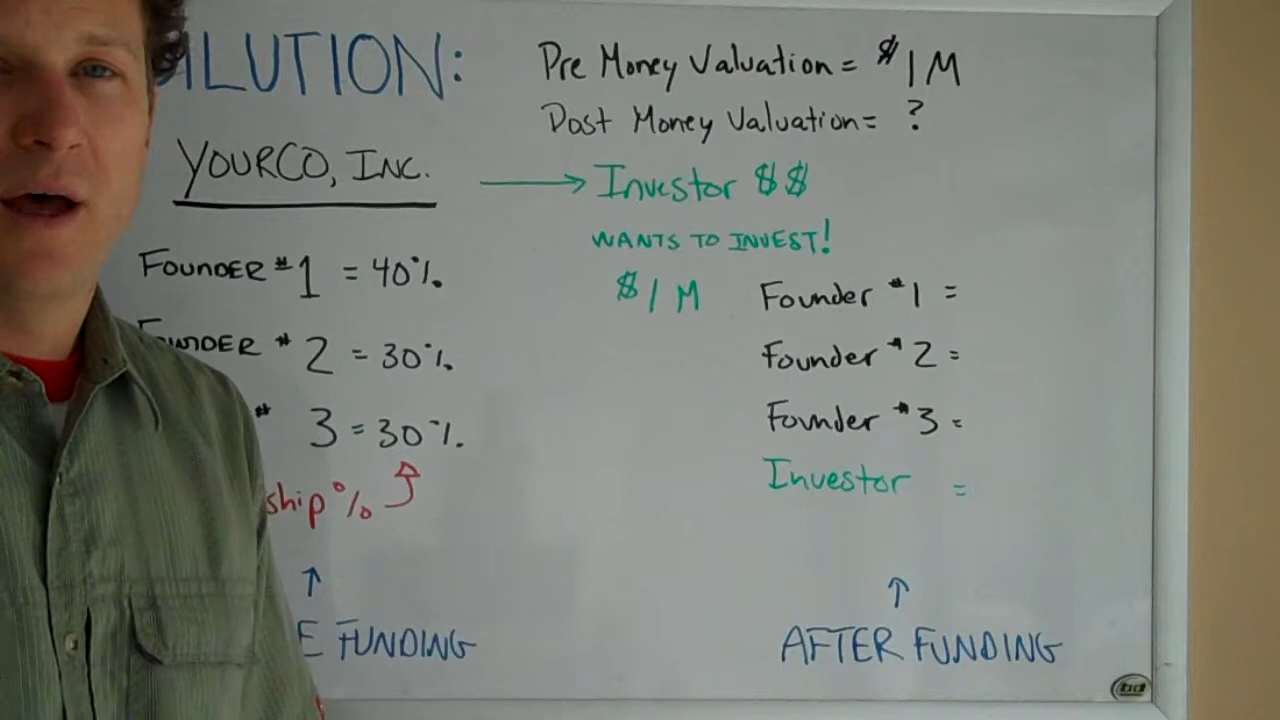 LUTION:
Pre Money Valuation = $1M
Post Money Valuation = ?
YOURCO, INC.
Investor $$
WANTS TO INVEST!
$1M
FOUNDER #1 = 40%.
FOUNDER #2 = 30%.
# 3 = 30%.
ship %
Founder #1 =
Founder #2 =
Founder #3 =
Investor =
E FUNDING
AFTER FUNDING
bd